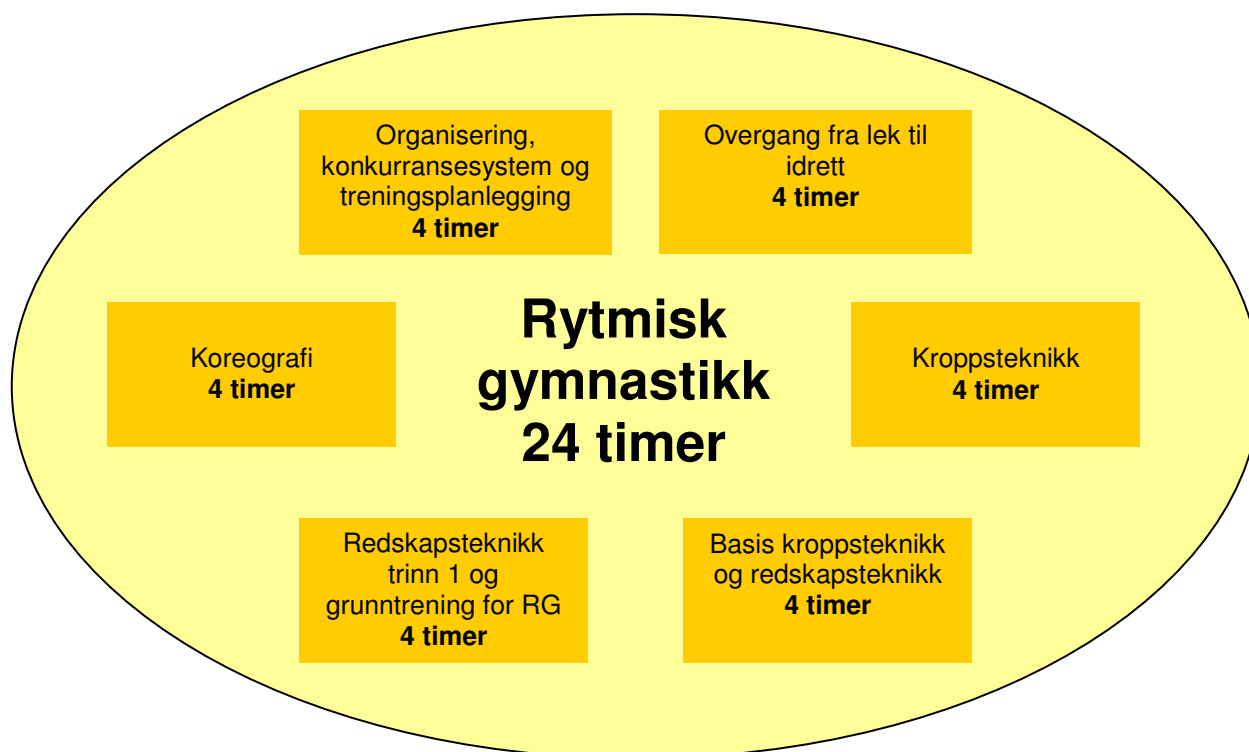 Organisering,
konkurransesystem og
treningsplanlegging
4 timer
Overgang fra lek til
idrett
4 timer
Koreografi
4 timer
Rytmisk
gymnastikk
24 timer
Kroppsteknikk
4 timer
Redskapsteknikk
trinn 1 og
grunntrening for RG
4 timer
Basis kroppsteknikk
og redskapsteknikk
4 timer